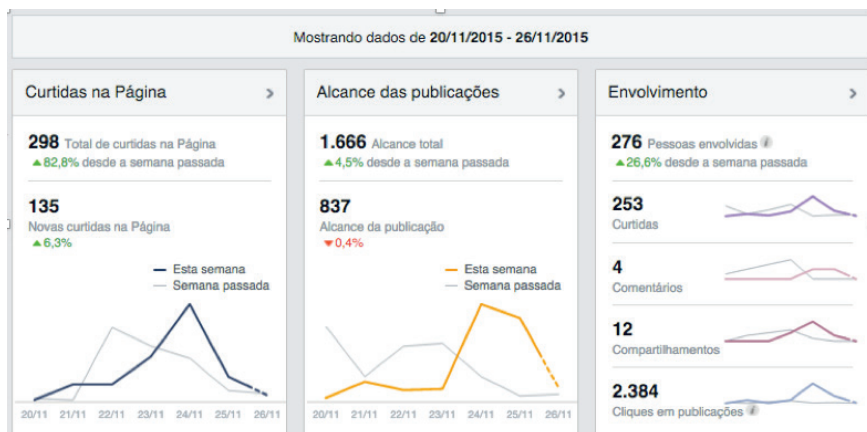 Mostrando dados de 20/11/2015 - 26/11/2015
Curtidas na Página
298 Total de curtidas na Página
82,8% desde a semana passada
135
Novas curtidas na Página
6,3%
Esta semana
Semana passada
20/11 21/11 22/11 23/11 24/11 25/11 26/11
Alcance das publicações
1.666 Alcance total
4,5% desde a semana passada
837
Alcance da publicação
0,4%
Esta semana
Semana passada
20/11 21/11 22/11 23/11 24/11 25/11 26/11
Envolvimento
276 Pessoas envolvidas
26,6% desde a semana passada
253
Curtidas
4
Comentários
12
Compartilhamentos
2.384
Cliques em publicações